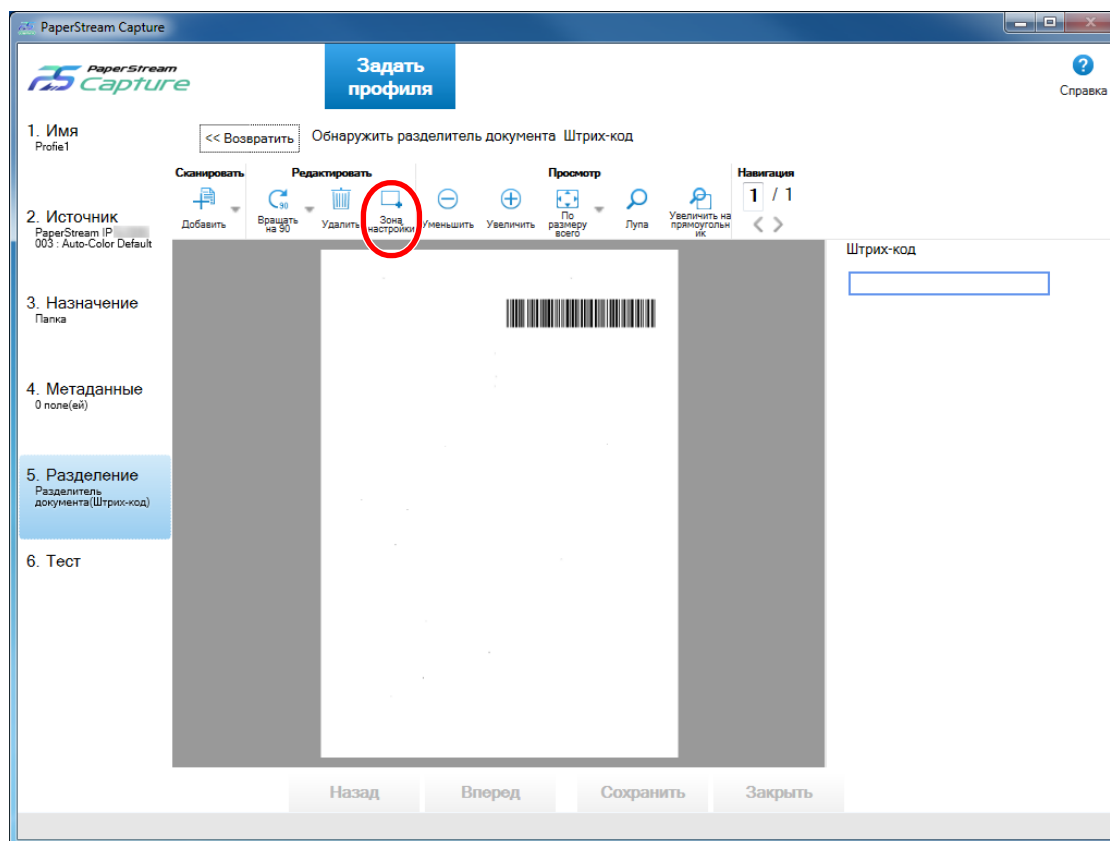 PaperStream Capture
PaperStream
Capture
Задать
профиля
Справка
1. Имя
Profie1
<< Возвратить
Обнаружить разделитель документа Штрих-код
Сканировать
Редактировать
Просмотр
Навигация
90
1 / 1
Добавить
Вращать
на 90
Удалить
Зона
настройки
Уменьшить
Увеличить
По
размеру
всего
Лупа
Увеличить на
прямоугольн
ик
2. Источник
PaperStream IP
003 : Auto-Color Default
Штрих-код
3. Назначение
Папка
4. Метаданные
0 поле(ей)
5. Разделение
Разделитель
документа(Штрих-код)
6. Тест
Назад
Вперед
Сохранить
Закрыть